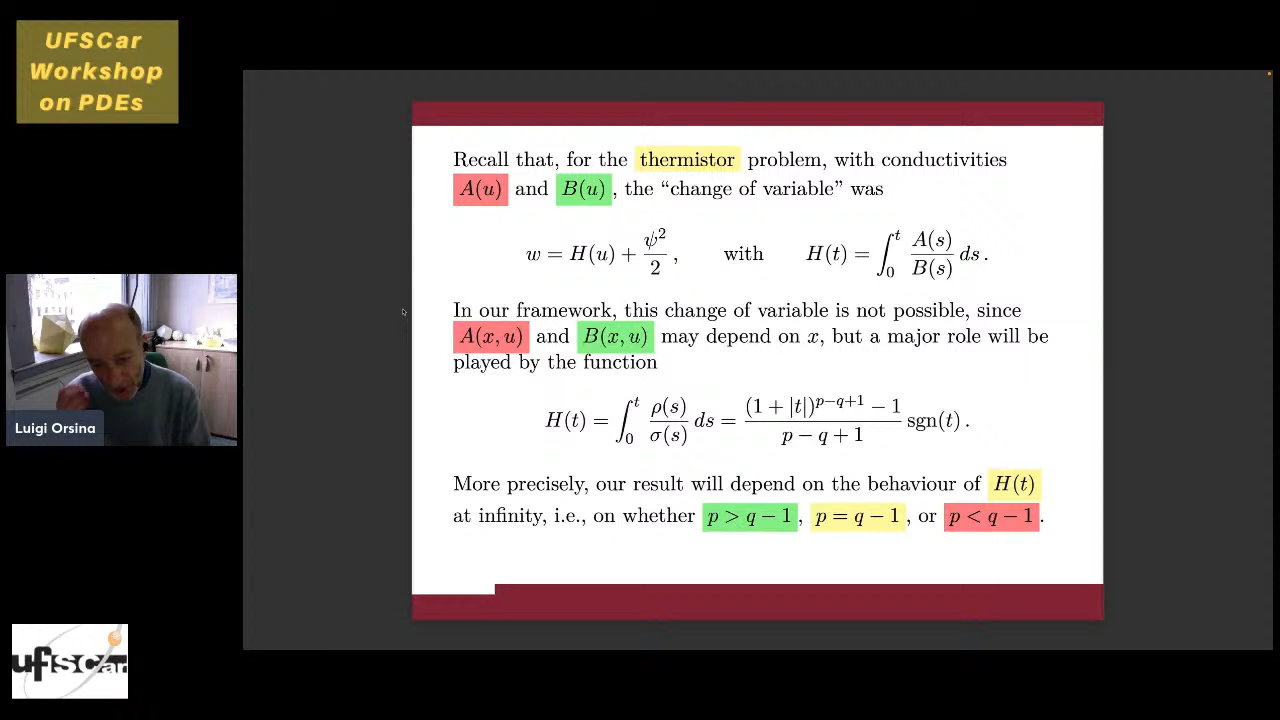 UFSCar
Workshop
on PDEs
Recall that, for the thermistor problem, with conductivities
A(u) and B(u), the “change of variable” was
w = H(u) + ψ²/2, with H(t) = ∫₀ᵗ A(s)/B(s) ds.
In our framework, this change of variable is not possible, since
A(x, u) and B(x, u) may depend on x, but a major role will be
played by the function
H(t) = ∫₀ᵗ ρ(s)/σ(s) ds = ((1 + |t|)^{p−q+1} − 1)/(p − q + 1) sgn(t).
More precisely, our result will depend on the behaviour of H(t)
at infinity, i.e., on whether p > q − 1, p = q − 1, or p < q − 1.
Luigi Orsina
ufscar